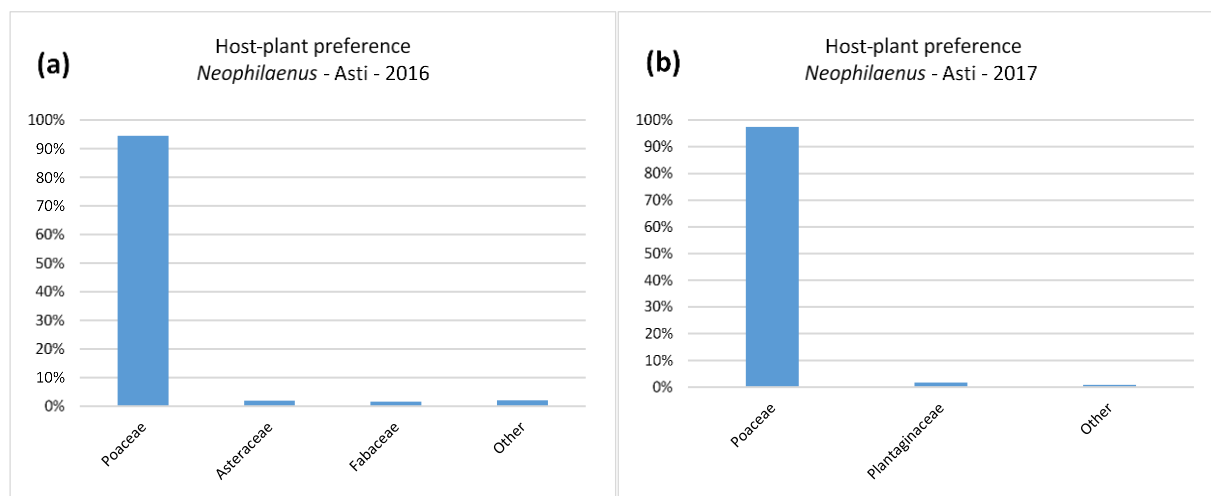 (a)
Host-plant preference
Neophilaenus - Asti - 2016
100%
90%
80%
70%
60%
50%
40%
30%
20%
10%
0%
Poaceae
Asteraceae
Fabaceae
Other
(b)
Host-plant preference
Neophilaenus - Asti - 2017
100%
90%
80%
70%
60%
50%
40%
30%
20%
10%
0%
Poaceae
Plantaginaceae
Other